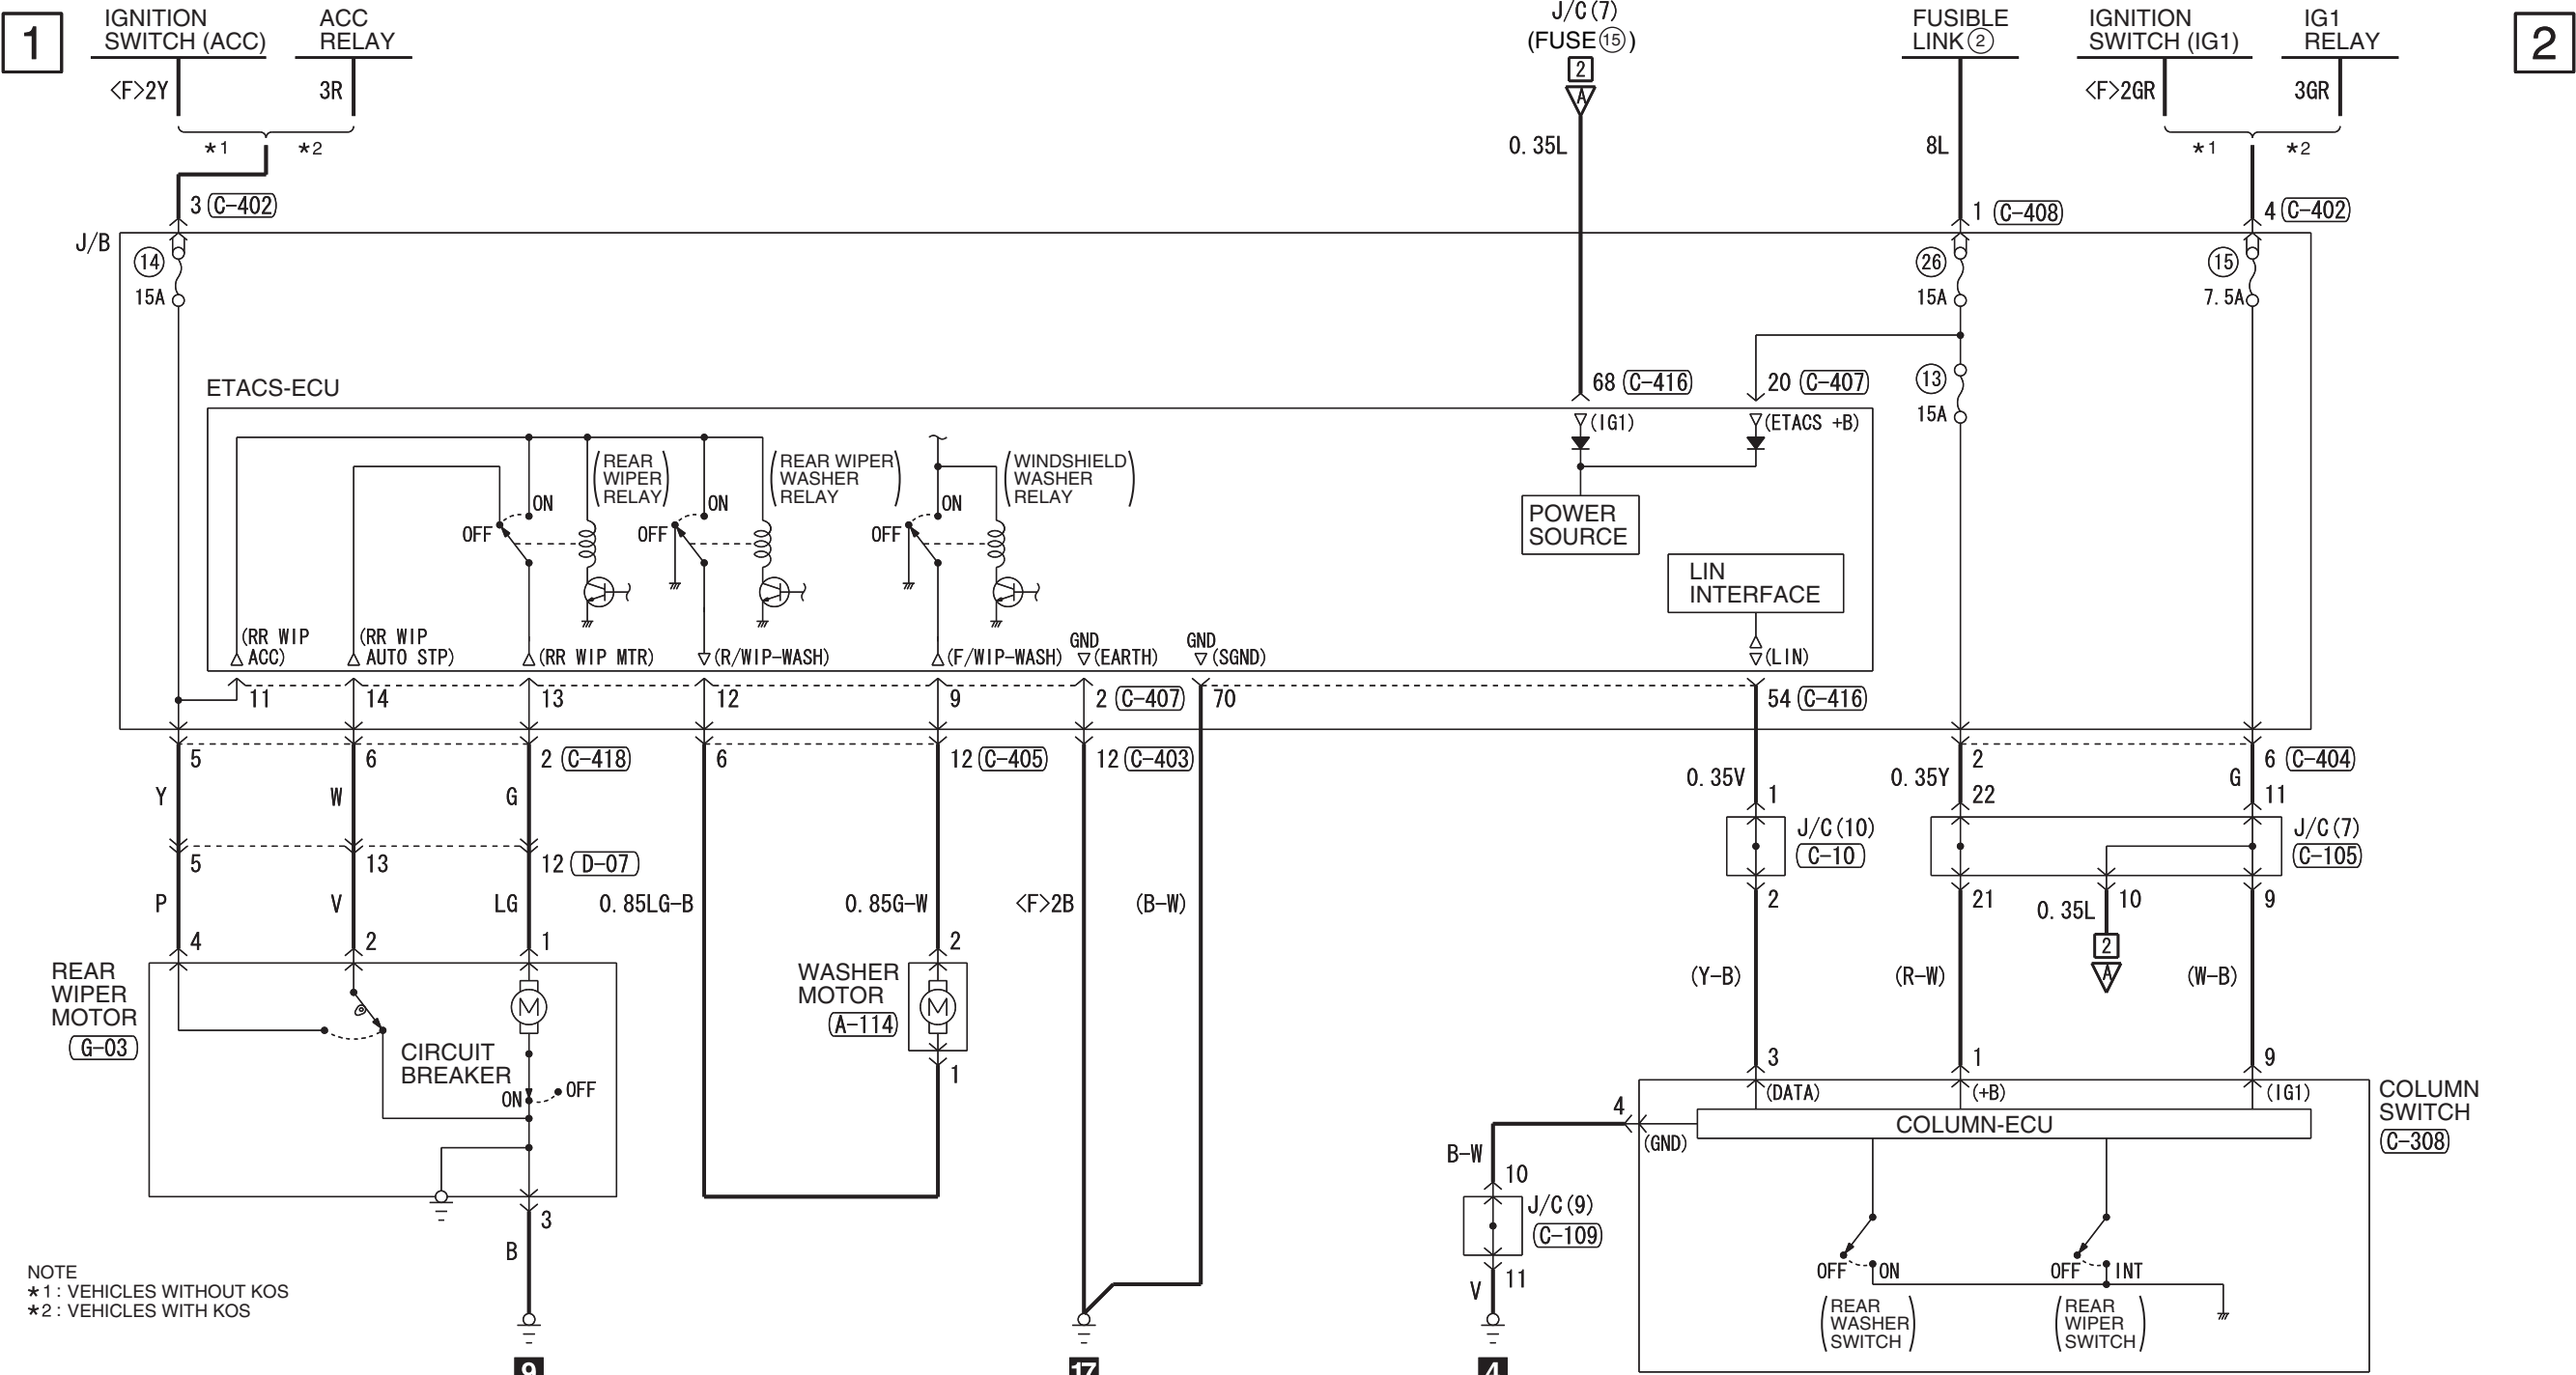 1
IGNITION
SWITCH (ACC)
ACC
RELAY
J/C(7)
(FUSE⑮)
2
A
FUSIBLE
LINK②
IGNITION
SWITCH (IG1)
IG1
RELAY
2
<F>2Y
3R
*1
*2
0.35L
8L
<F>2GR
3GR
*1
*2
3 C-402
1 C-408
4 C-402
J/B
14
15A
26
15A
15
7.5A
13
15A
ETACS-ECU
68 C-416
20 C-407
(IG1)
(ETACS +B)
(REAR
WIPER
RELAY)
(REAR WIPER
WASHER
RELAY)
(WINDSHIELD
WASHER
RELAY)
ON
OFF
ON
OFF
ON
OFF
POWER
SOURCE
LIN
INTERFACE
(RR WIP
ACC)
(RR WIP
AUTO STP)
(RR WIP MTR)
(R/WIP-WASH)
(F/WIP-WASH)
GND
(EARTH)
GND
(SGND)
(LIN)
11
14
13
12
9
2 C-407
70
54 C-416
5
6
2 C-418
6
12 C-405
12 C-403
2
6 C-404
Y
W
G
0.35V
0.35Y
G
1
22
11
J/C(10)
C-10
J/C(7)
C-105
5
13
12 D-07
P
V
LG
0.85LG-B
0.85G-W
<F>2B
(B-W)
2
21
0.35L
10
9
2
A
4
2
1
2
REAR
WIPER
MOTOR
G-03
M
CIRCUIT
BREAKER
ON
OFF
WASHER
MOTOR
A-114
M
1
(Y-B)
(R-W)
(W-B)
3
1
9
(DATA)
(+B)
(IG1)
COLUMN-ECU
COLUMN
SWITCH
C-308
4
(GND)
B-W
10
J/C(9)
C-109
11
V
OFF
ON
OFF
INT
(REAR
WASHER
SWITCH)
(REAR
WIPER
SWITCH)
3
B
NOTE
*1 : VEHICLES WITHOUT KOS
*2 : VEHICLES WITH KOS
9
17
4